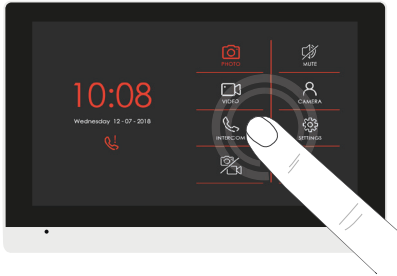 10:08
Wednesday 12-07-2018
PHOTO
MUTE
VIDEO
CAMERA
INTERCOM
SETTINGS